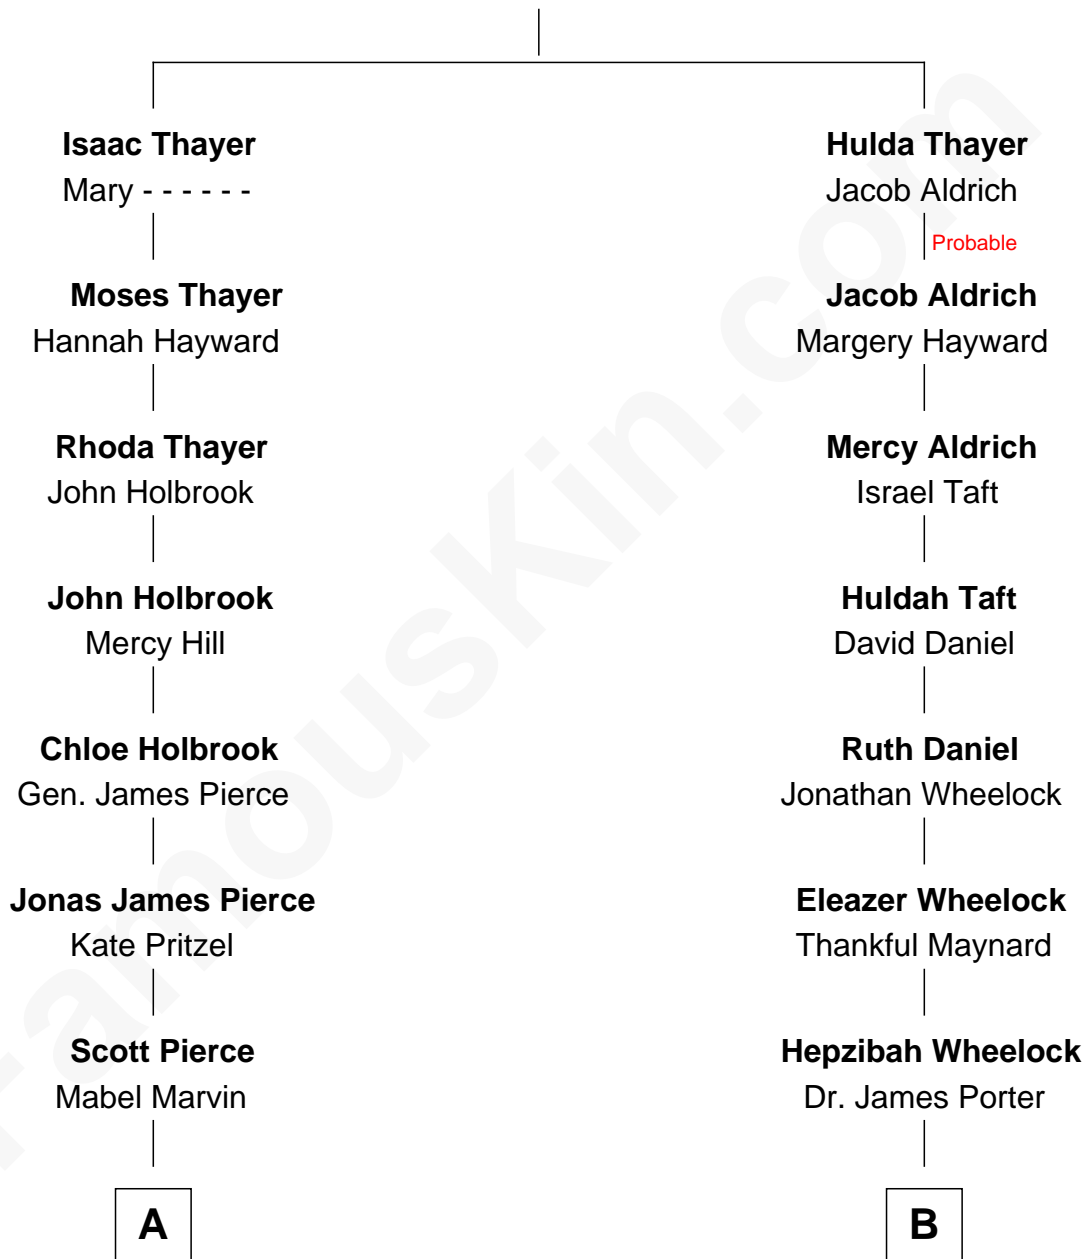 Isaac Thayer
Mary - - - - - -
Hulda Thayer
Jacob Aldrich
Probable
Moses Thayer
Hannah Hayward
Jacob Aldrich
Margery Hayward
Rhoda Thayer
John Holbrook
Mercy Aldrich
Israel Taft
John Holbrook
Mercy Hill
Huldah Taft
David Daniel
Chloe Holbrook
Gen. James Pierce
Ruth Daniel
Jonathan Wheelock
Jonas James Pierce
Kate Pritzel
Eleazer Wheelock
Thankful Maynard
Scott Pierce
Mabel Marvin
Hepzibah Wheelock
Dr. James Porter
A
B
FamousKin.com